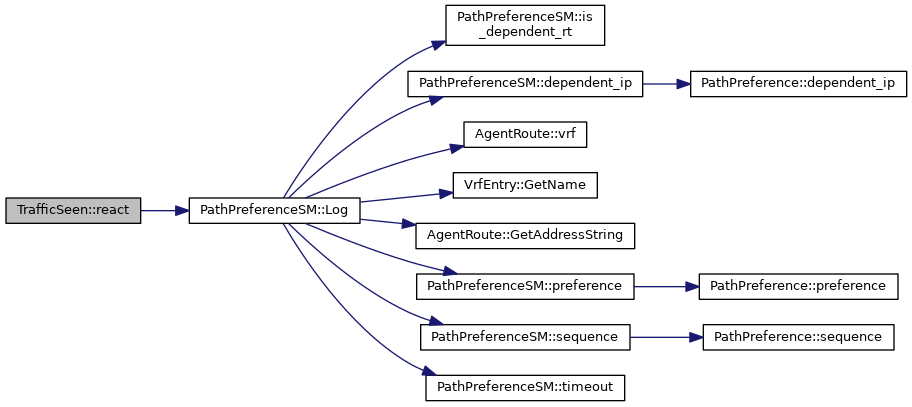 PathPreferenceSM::is
_dependent_rt
PathPreferenceSM::dependent_ip
PathPreference::dependent_ip
AgentRoute::vrf
VrfEntry::GetName
TrafficSeen::react
PathPreferenceSM::Log
AgentRoute::GetAddressString
PathPreferenceSM::preference
PathPreference::preference
PathPreferenceSM::sequence
PathPreference::sequence
PathPreferenceSM::timeout